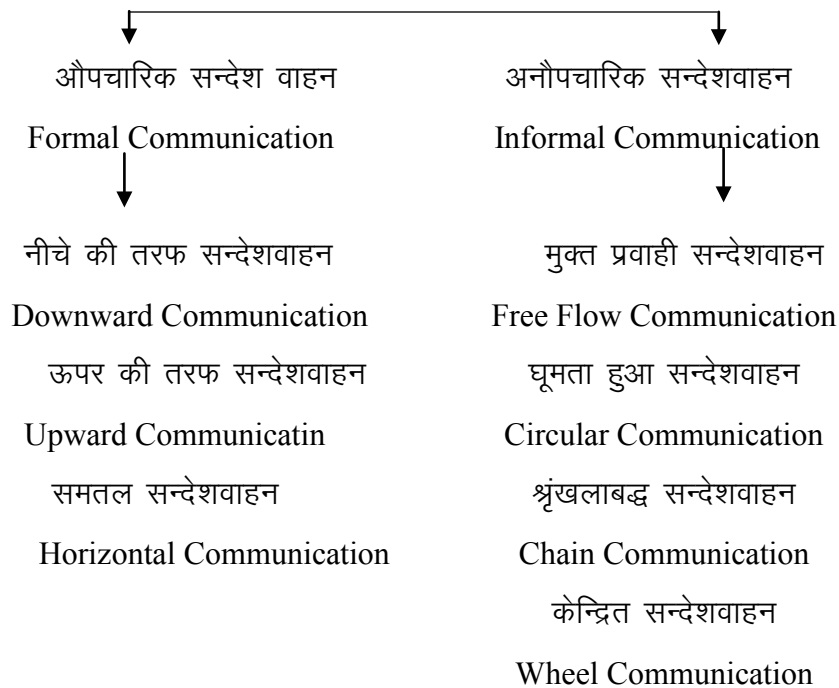 औपचारिक सन्देश वाहन
Formal Communication
नीचे की तरफ सन्देशवाहन
Downward Communication
ऊपर की तरफ सन्देशवाहन
Upward Communicatin
समतल सन्देशवाहन
Horizontal Communication
अनौपचारिक सन्देशवाहन
Informal Communication
मुक्त प्रवाही सन्देशवाहन
Free Flow Communication
घूमता हुआ सन्देशवाहन
Circular Communication
श्रृंखलाबद्ध सन्देशवाहन
Chain Communication
केन्द्रित सन्देशवाहन
Wheel Communication